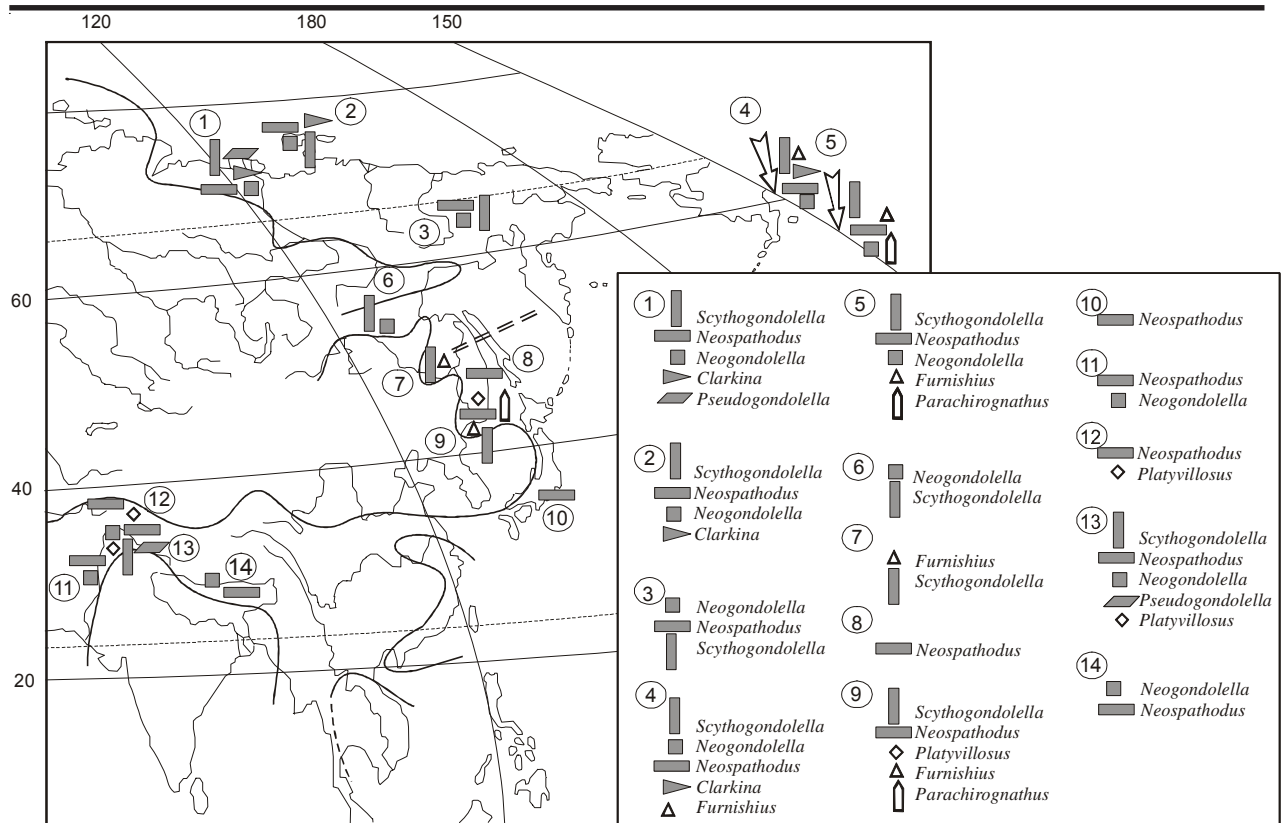 120 180 150
1
2
4
5
3
6
60
7
8
9
40
10
12
13
11
14
20
1
Scythogondolella
Neospathodus
Neogondolella
Clarkina
Pseudogondolella
2
Scythogondolella
Neospathodus
Neogondolella
Clarkina
3
Neogondolella
Neospathodus
Scythogondolella
4
Scythogondolella
Neogondolella
Neospathodus
Clarkina
Furnishius
5
Scythogondolella
Neospathodus
Neogondolella
Furnishius
Parachirognathus
6
Neogondolella
Scythogondolella
7
Furnishius
Scythogondolella
8
Neospathodus
9
Scythogondolella
Neospathodus
Platyvillosus
Furnishius
Parachirognathus
10
Neospathodus
11
Neospathodus
Neogondolella
12
Neospathodus
Platyvillosus
13
Scythogondolella
Neospathodus
Neogondolella
Pseudogondolella
Platyvillosus
14
Neogondolella
Neospathodus